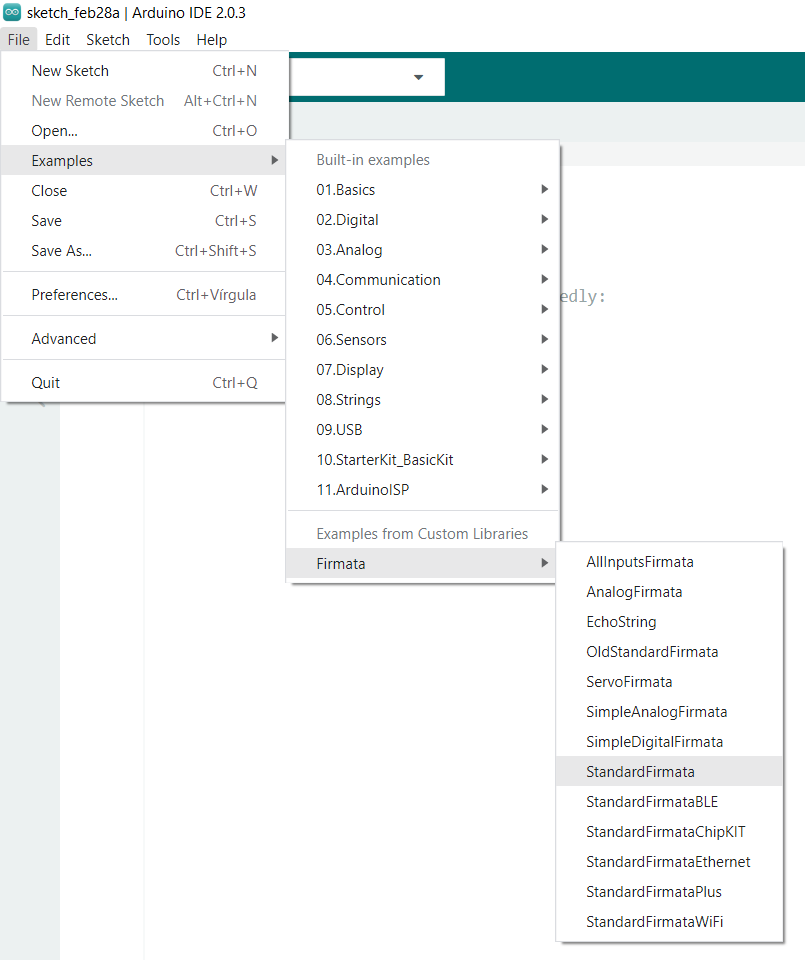 sketch_feb28a | Arduino IDE 2.0.3
File Edit Sketch Tools Help
New Sketch Ctrl+N
New Remote Sketch Alt+Ctrl+N
Open... Ctrl+O
Examples
Close Ctrl+W
Save Ctrl+S
Save As... Ctrl+Shift+S
Preferences... Ctrl+Vírgula
Advanced
Quit Ctrl+Q
Built-in examples
01.Basics
02.Digital
03.Analog
04.Communication
05.Control
06.Sensors
07.Display
08.Strings
09.USB
10.StarterKit_BasicKit
11.ArduinoISP
Examples from Custom Libraries
Firmata
edly:
AllInputsFirmata
AnalogFirmata
EchoString
OldStandardFirmata
ServoFirmata
SimpleAnalogFirmata
SimpleDigitalFirmata
StandardFirmata
StandardFirmataBLE
StandardFirmataChipKIT
StandardFirmataEthernet
StandardFirmataPlus
StandardFirmataWiFi